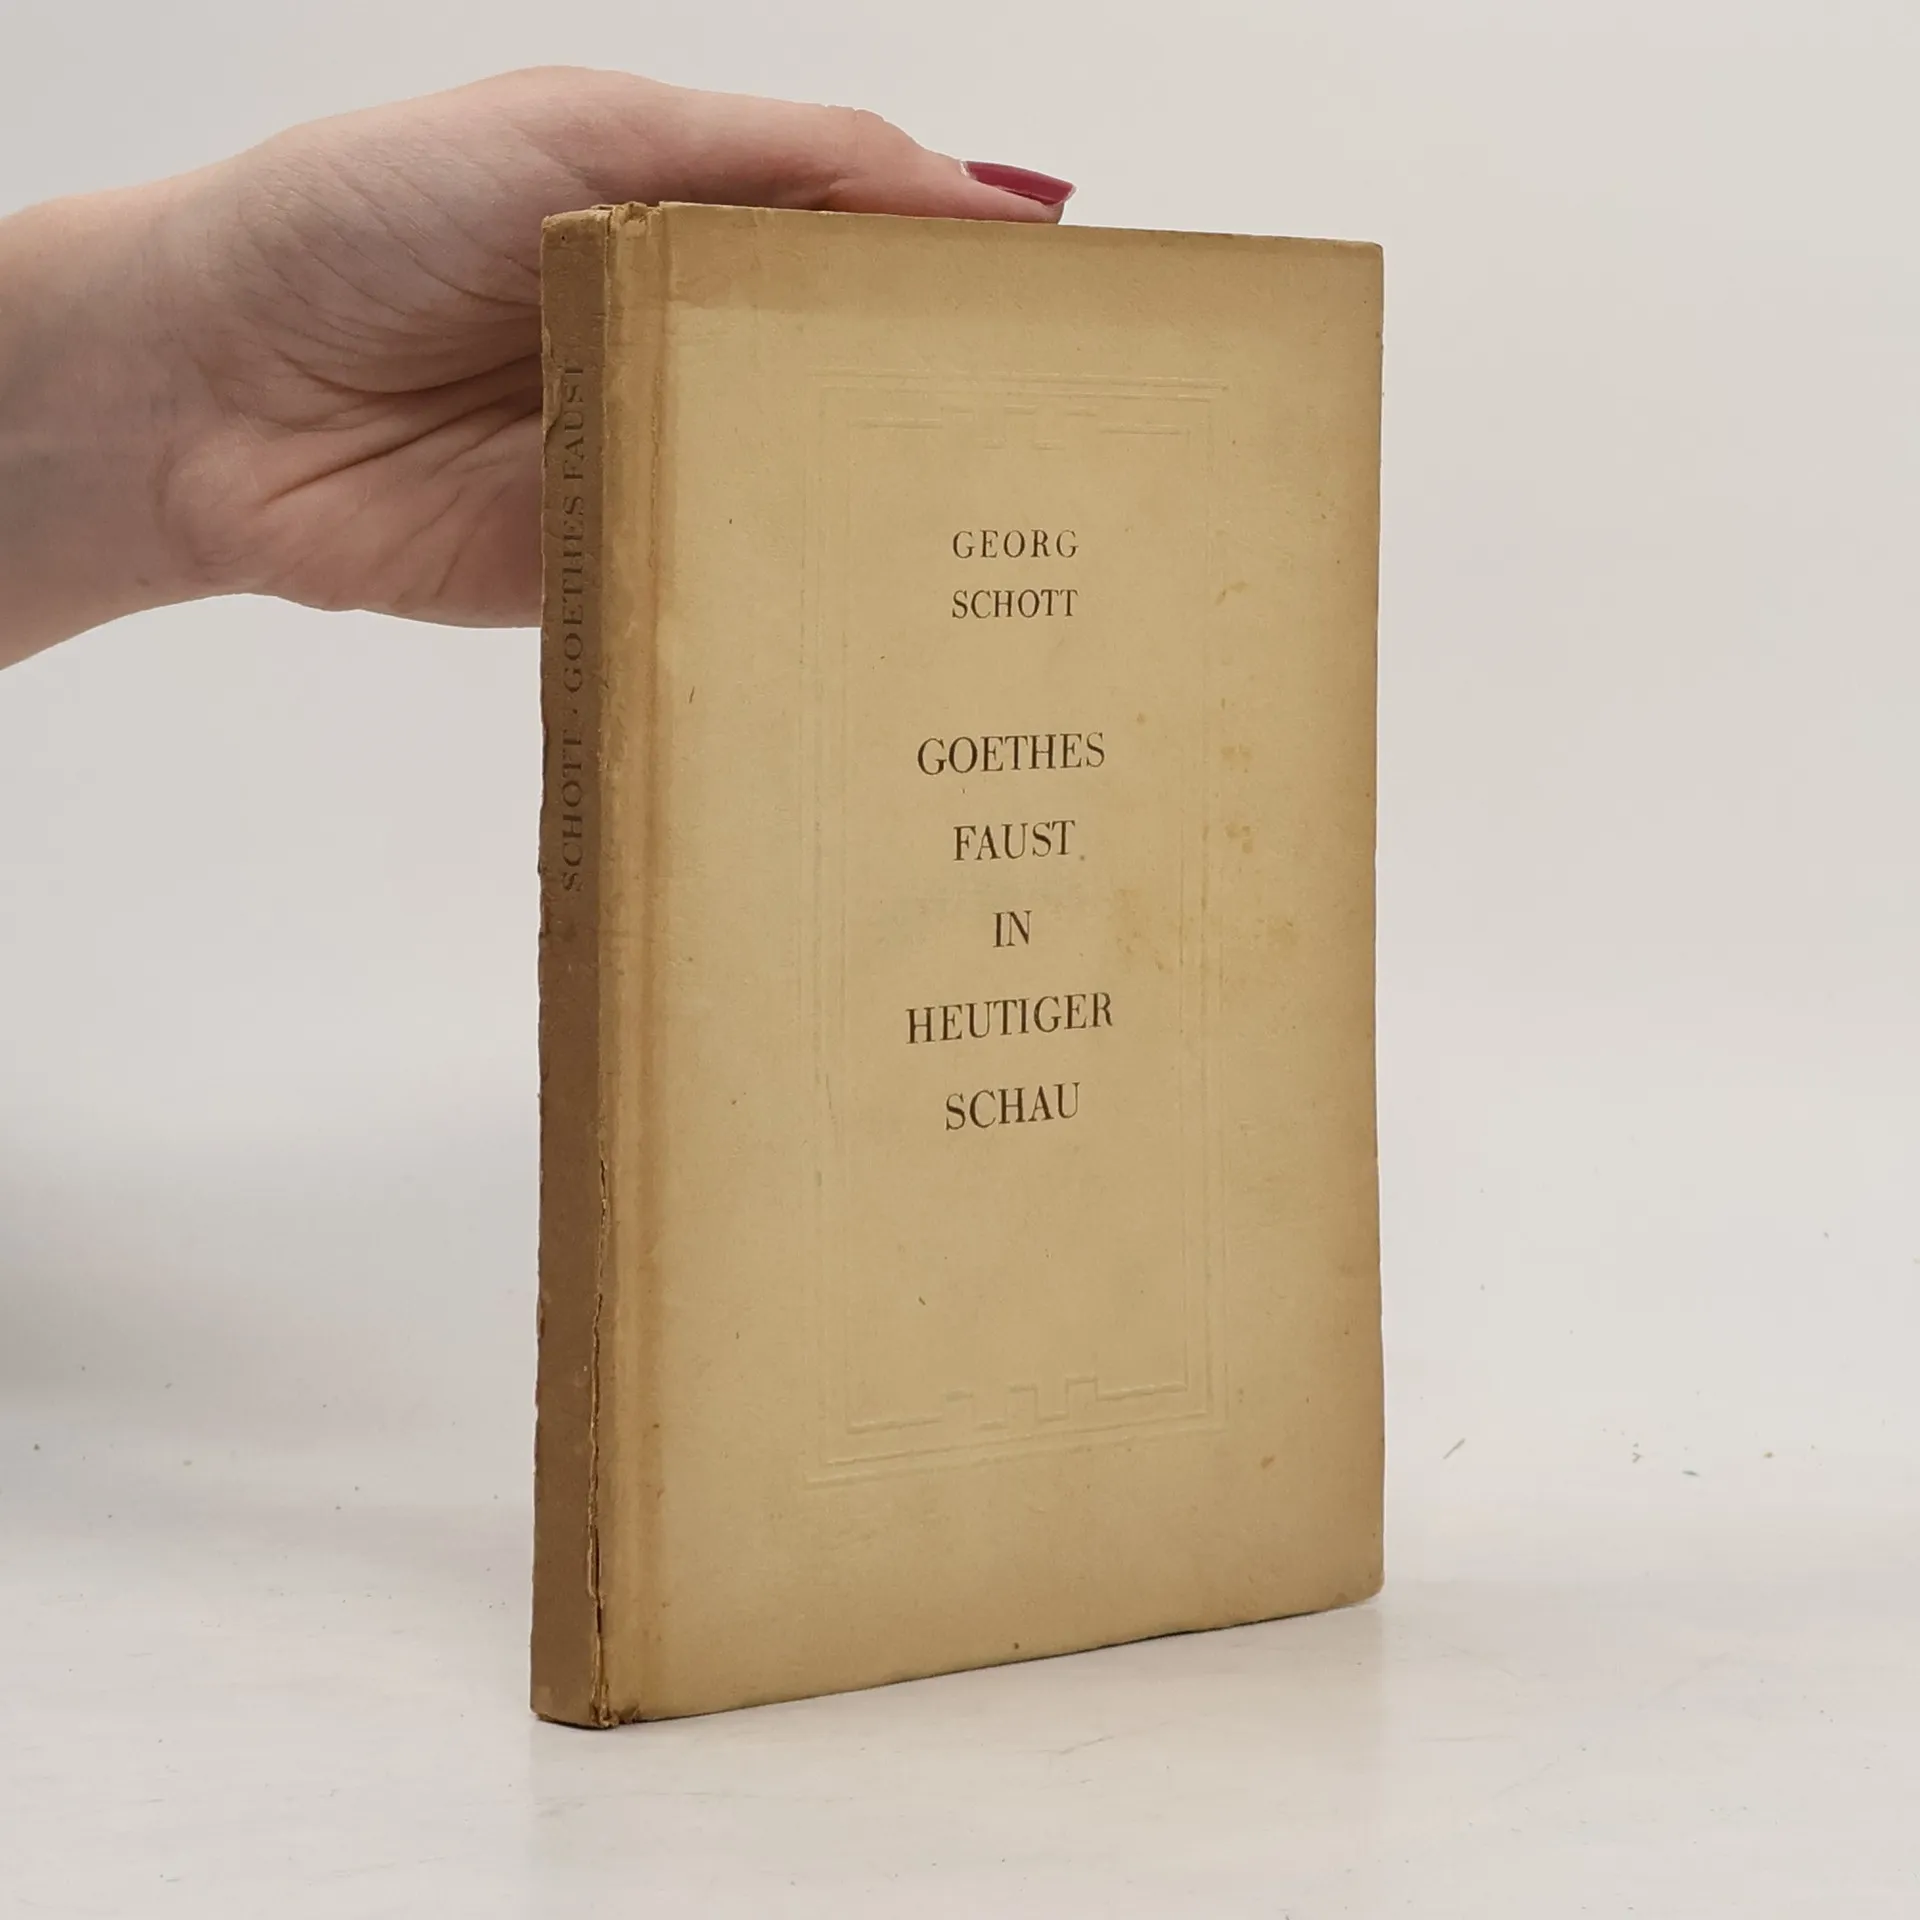 SCHOTT / GOETHES FAUST
GEORG
SCHOTT
GOETHES
FAUST
IN
HEUTIGER
SCHAU